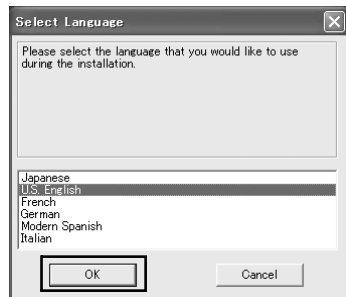 Select Language
Please select the language that you would like to use
during the installation.
Japanese
U.S. English
French
German
Modern Spanish
Italian
OK
Cancel